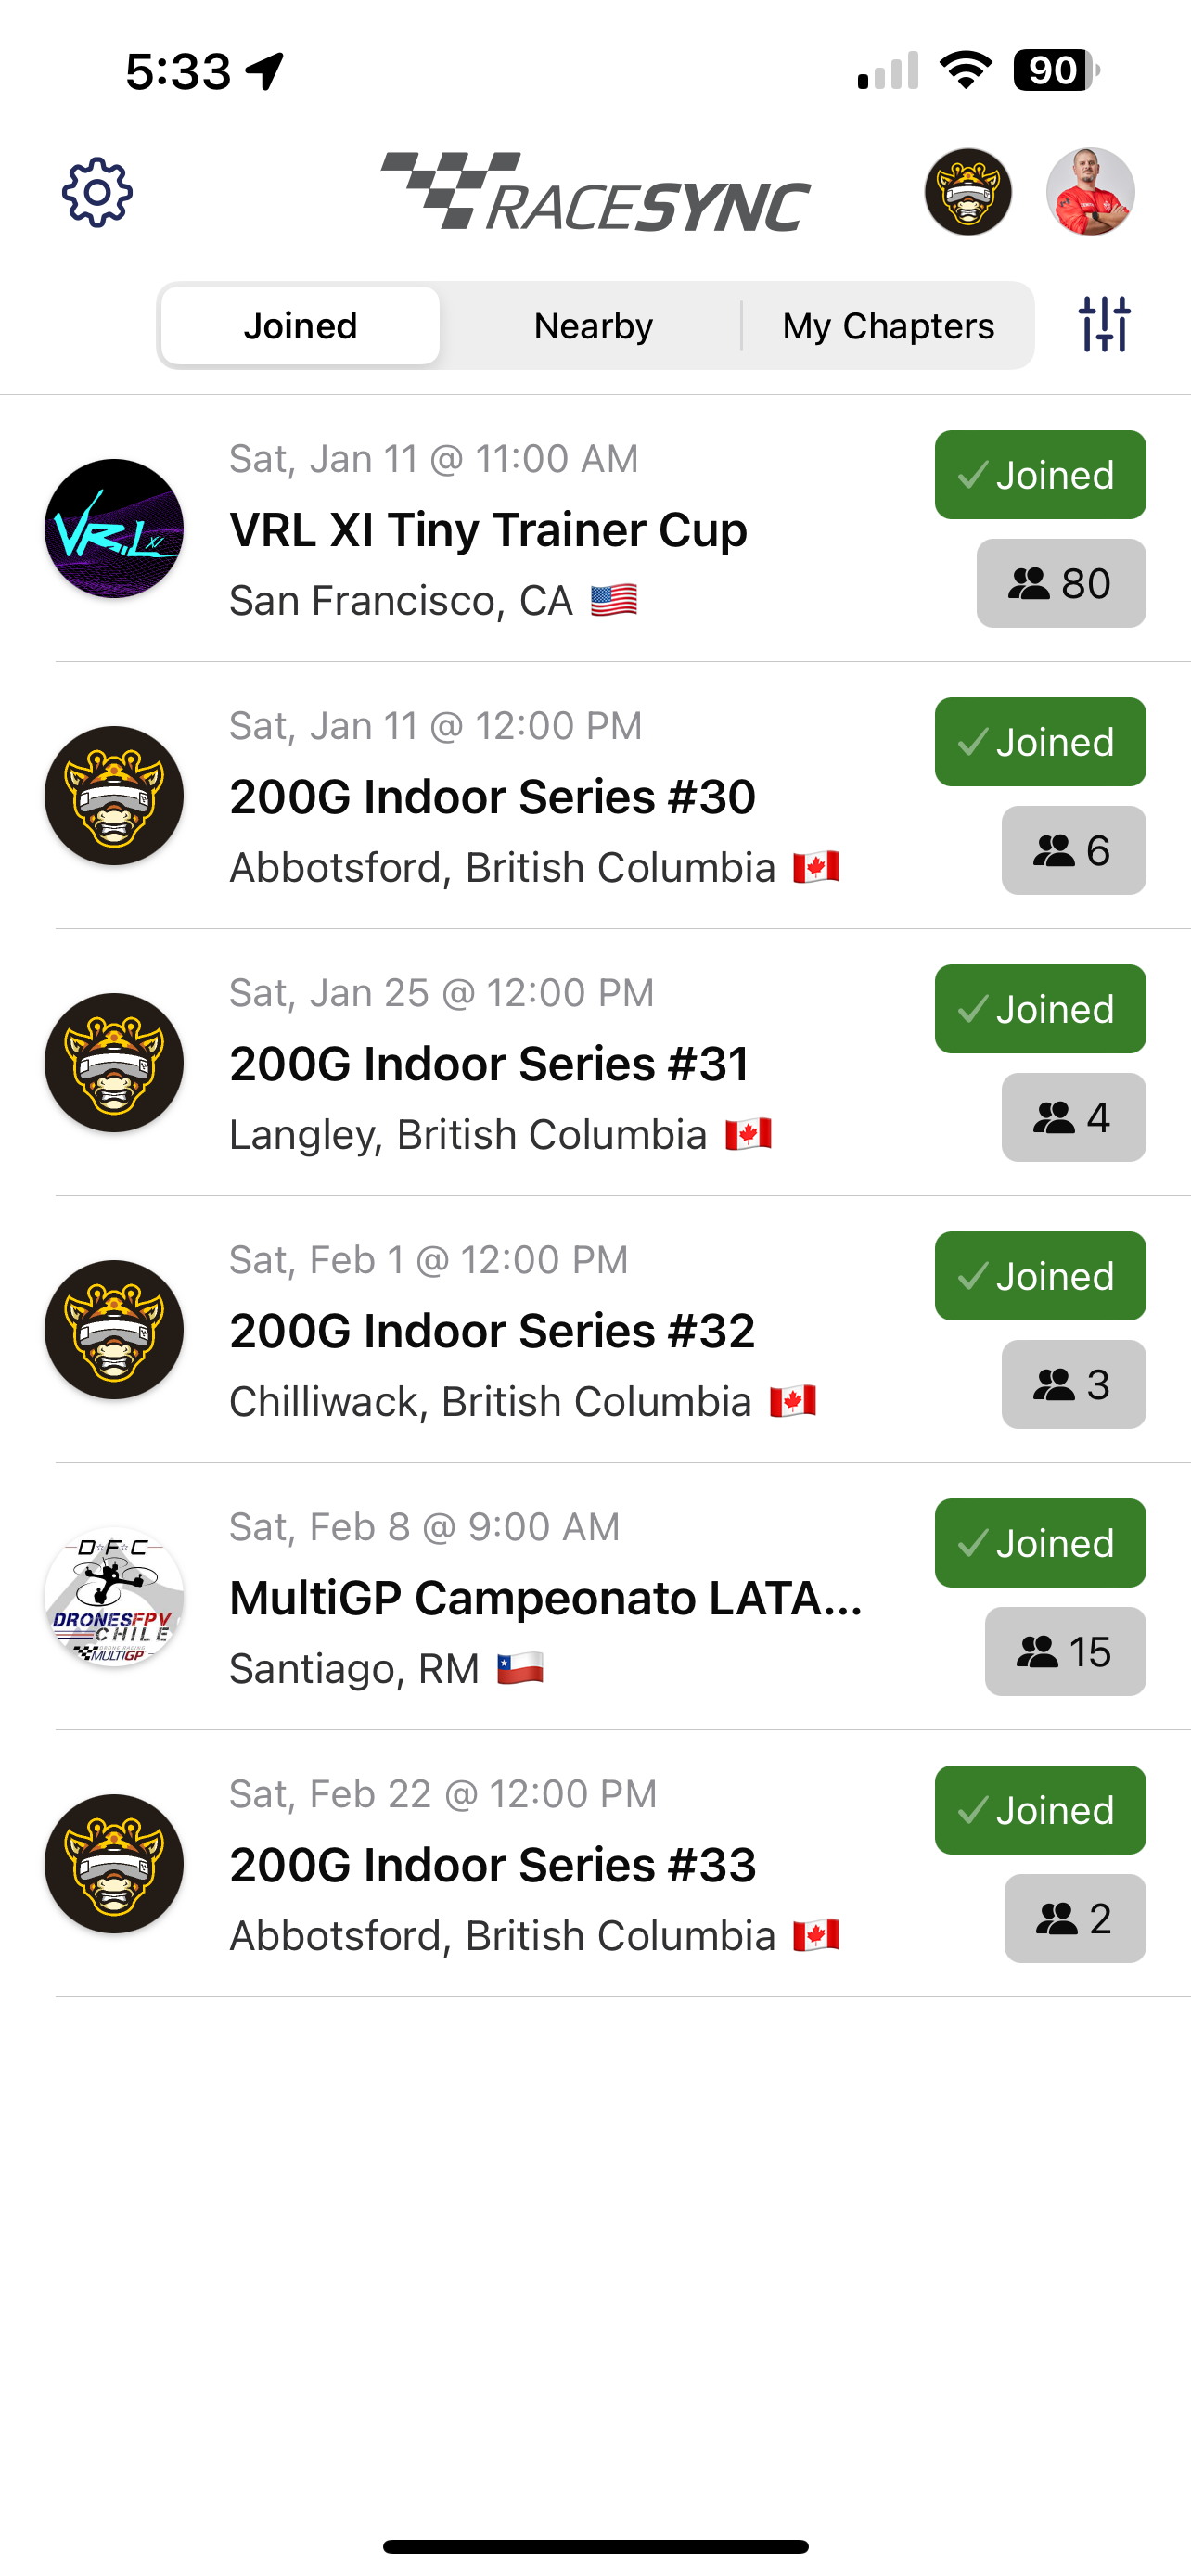 5:33
90
RACESYNC
Joined
Nearby
My Chapters
Sat, Jan 11 @ 11:00 AM
VRL XI Tiny Trainer Cup
San Francisco, CA
Joined
80
VRL XI
Sat, Jan 11 @ 12:00 PM
200G Indoor Series #30
Abbotsford, British Columbia
Joined
6
Sat, Jan 25 @ 12:00 PM
200G Indoor Series #31
Langley, British Columbia
Joined
4
Sat, Feb 1 @ 12:00 PM
200G Indoor Series #32
Chilliwack, British Columbia
Joined
3
D☆F☆C
DRONESFPV
CHILE
DRONE RACING
MULTIGP
Sat, Feb 8 @ 9:00 AM
MultiGP Campeonato LATA...
Santiago, RM
Joined
15
Sat, Feb 22 @ 12:00 PM
200G Indoor Series #33
Abbotsford, British Columbia
Joined
2